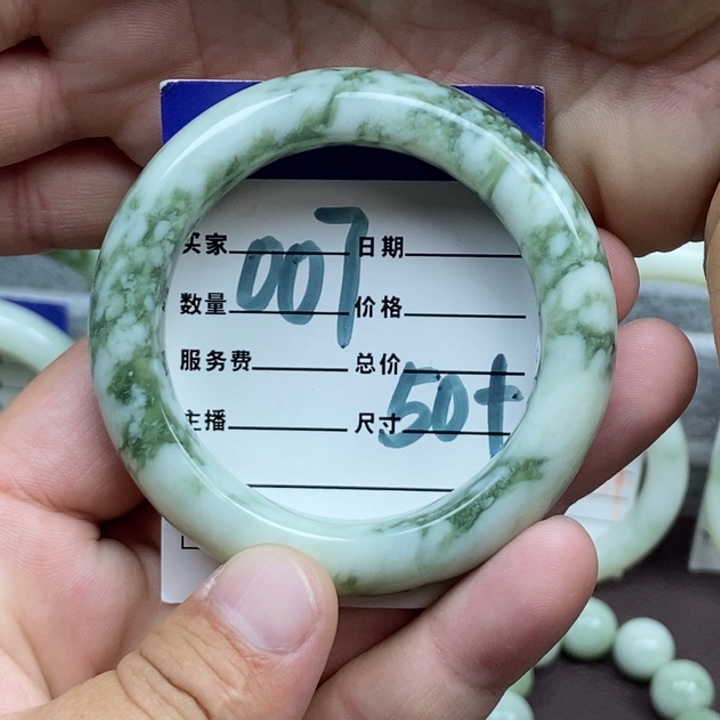 买家 007 日期
数量 价格
服务费 总价
主播 尺寸 50+